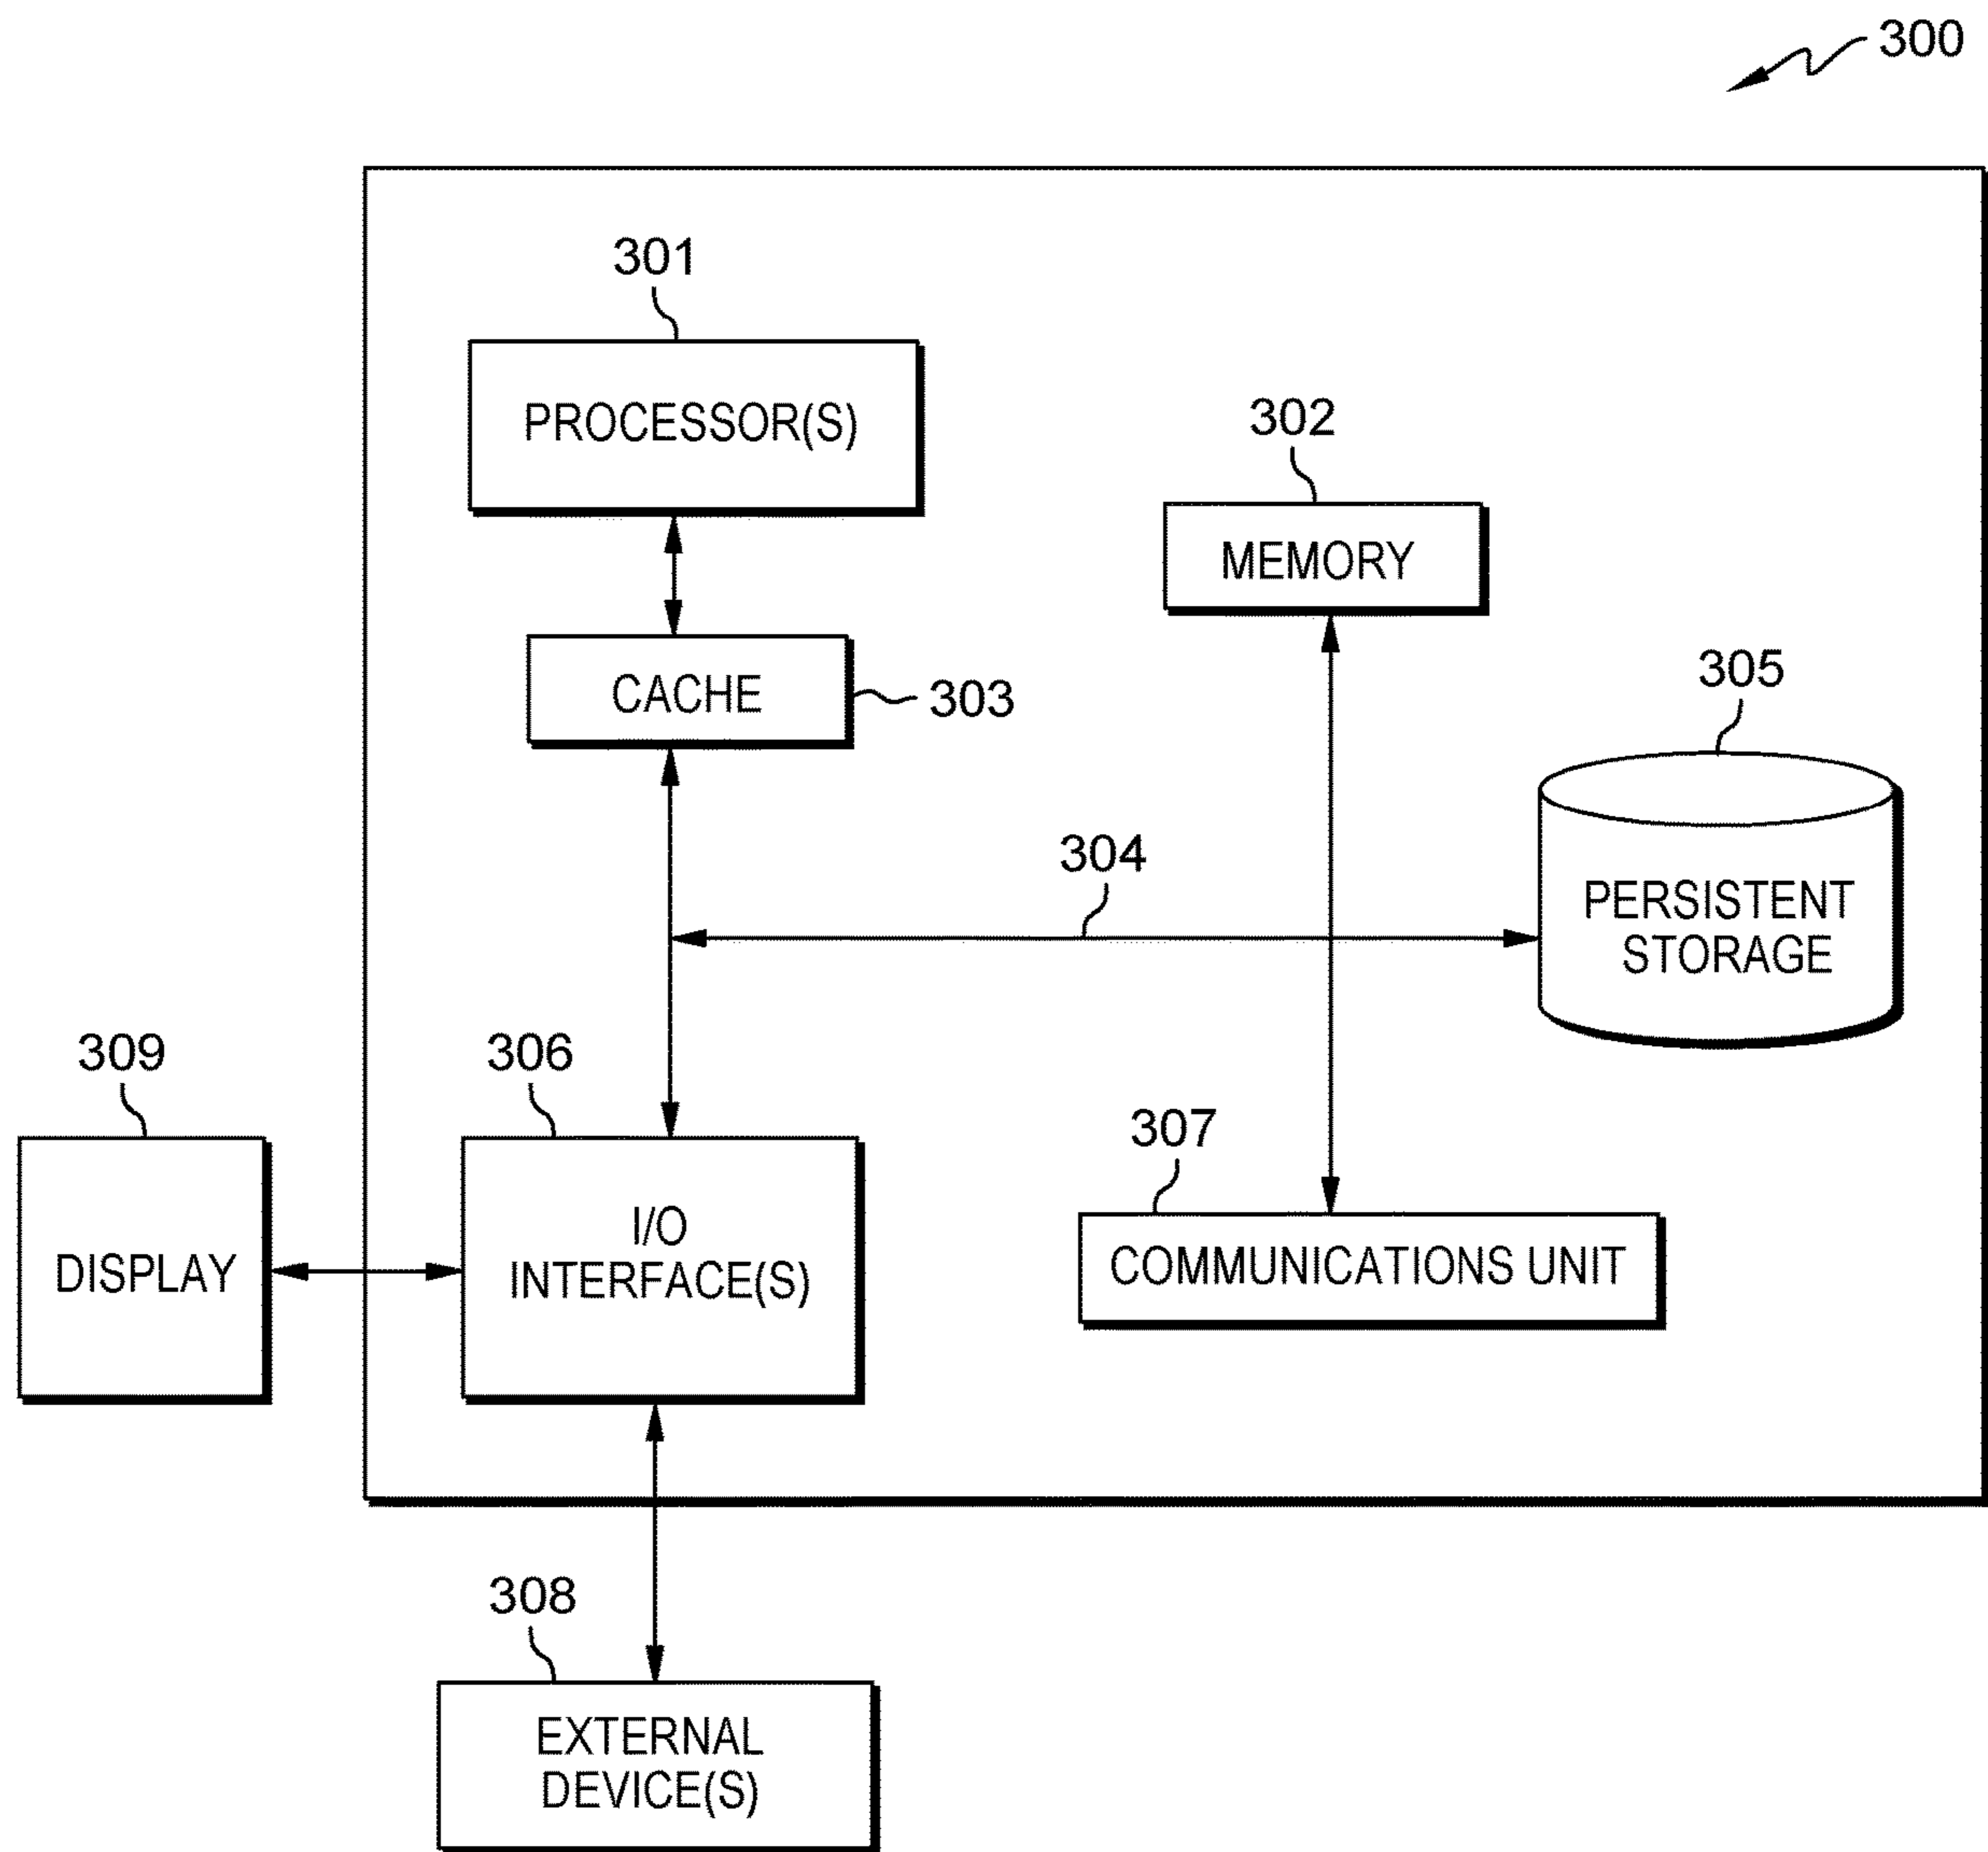 300
301
PROCESSOR(S)
302
MEMORY
CACHE
303
305
304
PERSISTENT
STORAGE
309
306
307
DISPLAY
I/O
INTERFACE(S)
COMMUNICATIONS UNIT
308
EXTERNAL
DEVICE(S)